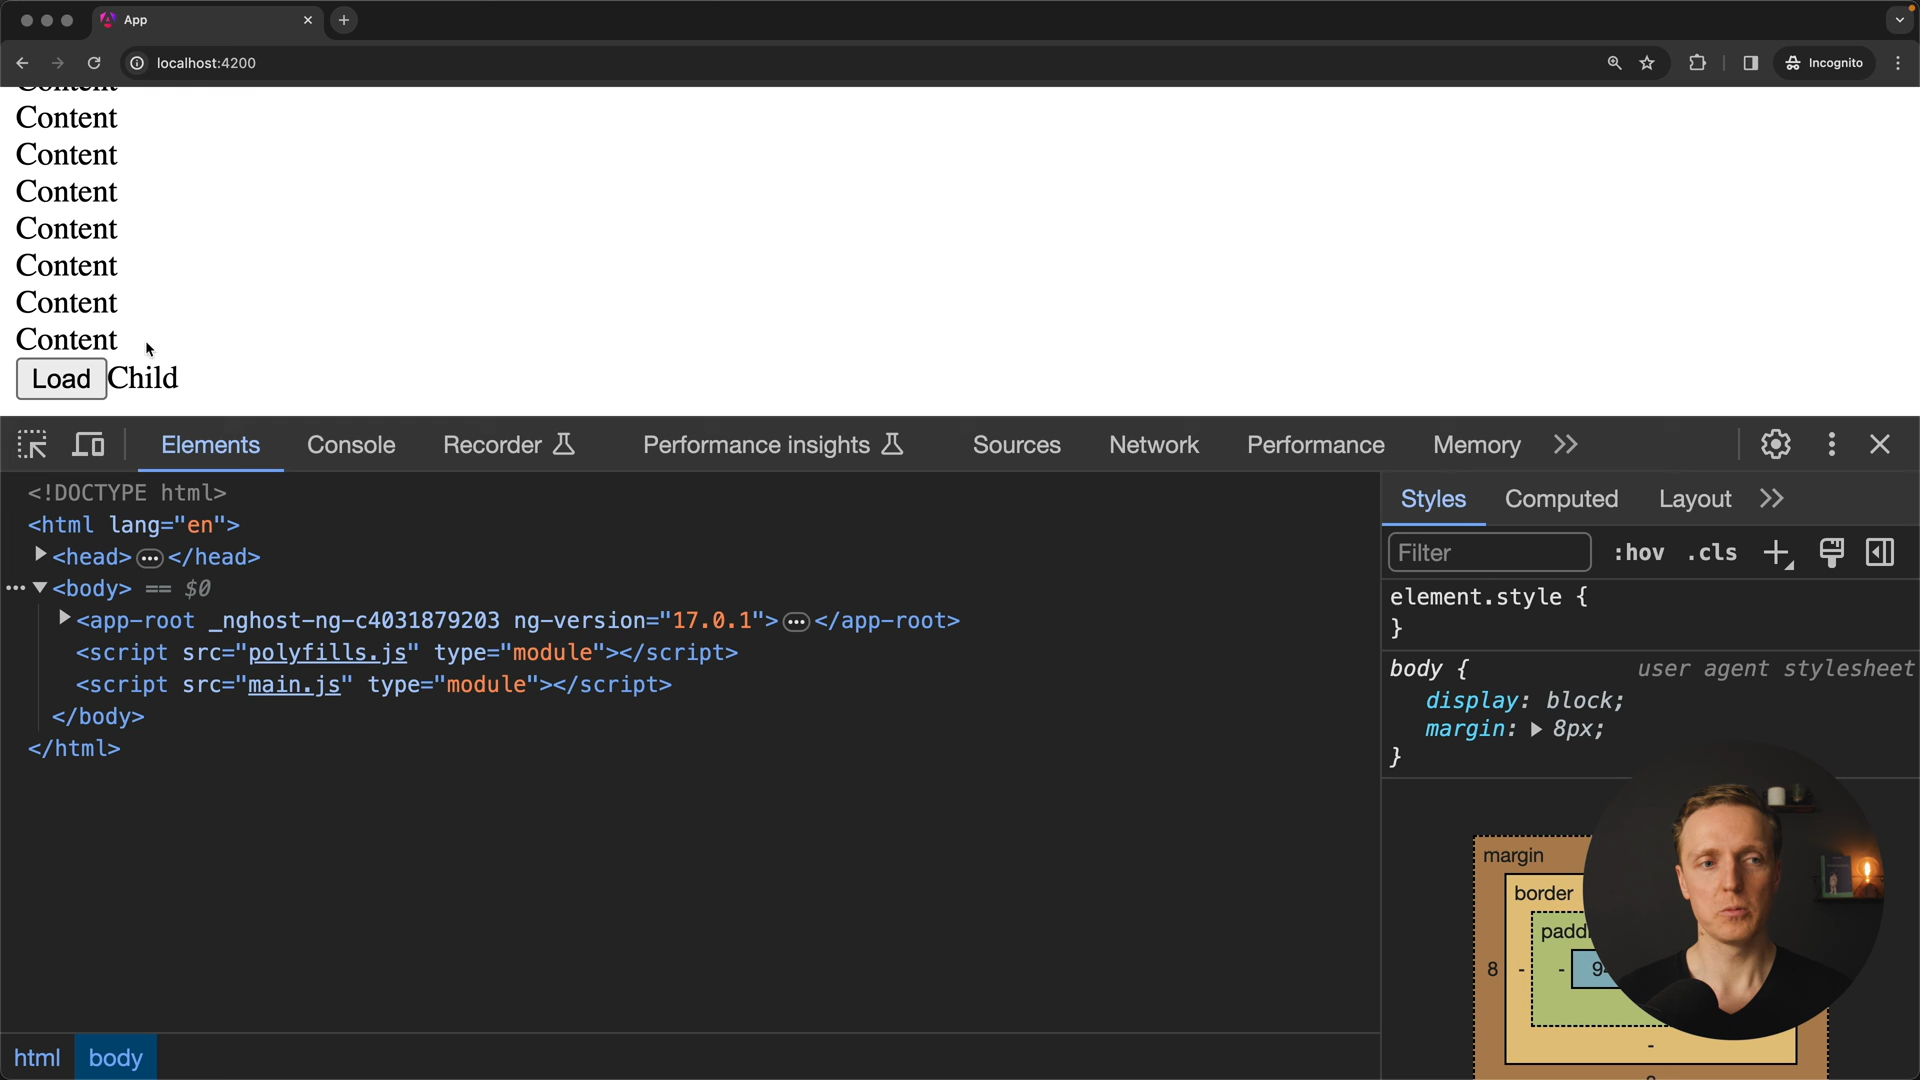 App
localhost:4200
Incognito
Content
Content
Content
Content
Content
Content
Content
Content
Load Child
Elements Console Recorder Performance insights Sources Network Performance Memory
<!DOCTYPE html>
<html lang="en">
<head> … </head>
<body> == $0
<app-root _nghost-ng-c4031879203 ng-version="17.0.1"> … </app-root>
<script src="polyfills.js" type="module"></script>
<script src="main.js" type="module"></script>
</body>
</html>
html body
Styles Computed Layout
Filter :hov .cls
element.style {
}
body { user agent stylesheet
display: block;
margin: 8px;
}
margin
border
8 - -
-